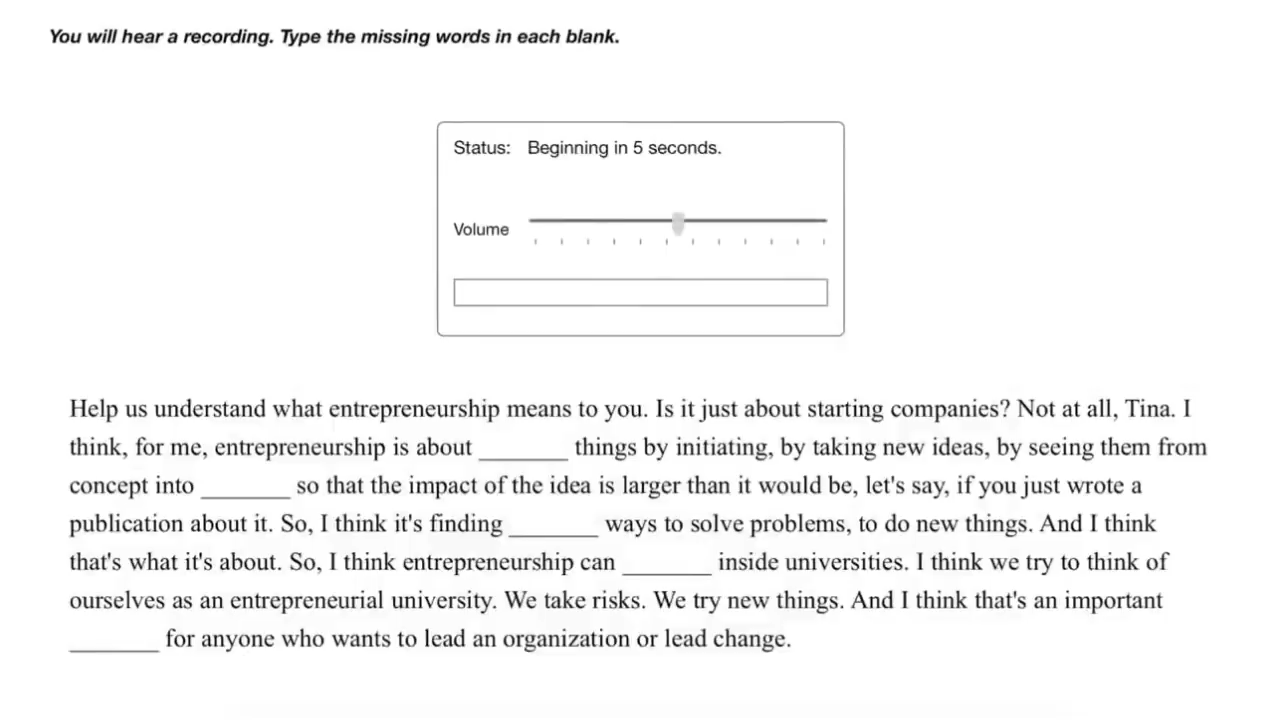 You will hear a recording. Type the missing words in each blank.
Status: Beginning in 5 seconds.
Volume
Help us understand what entrepreneurship means to you. Is it just about starting companies? Not at all, Tina. I
think, for me, entrepreneurship is about ________ things by initiating, by taking new ideas, by seeing them from
concept into ________ so that the impact of the idea is larger than it would be, let's say, if you just wrote a
publication about it. So, I think it's finding ________ ways to solve problems, to do new things. And I think
that's what it's about. So, I think entrepreneurship can ________ inside universities. I think we try to think of
ourselves as an entrepreneurial university. We take risks. We try new things. And I think that's an important
________ for anyone who wants to lead an organization or lead change.